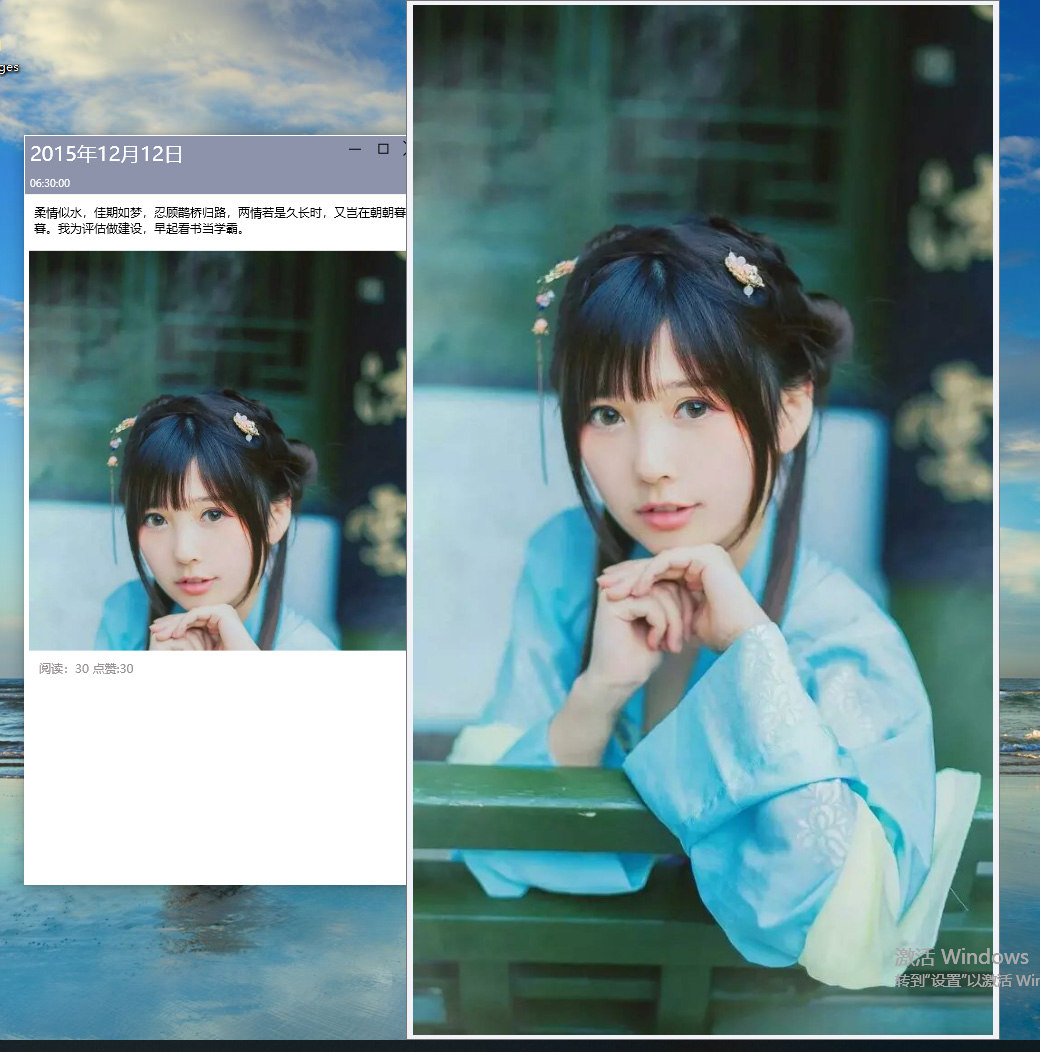 ges
2015年12月12日
06:30:00
柔情似水，佳期如梦，忍顾鹊桥归路，两情若是久长时，又岂在朝朝暮
暮。我为评估做建设，早起看书当学霸。
阅读：30 点赞:30
激活 Windows
转到"设置"以激活 Win